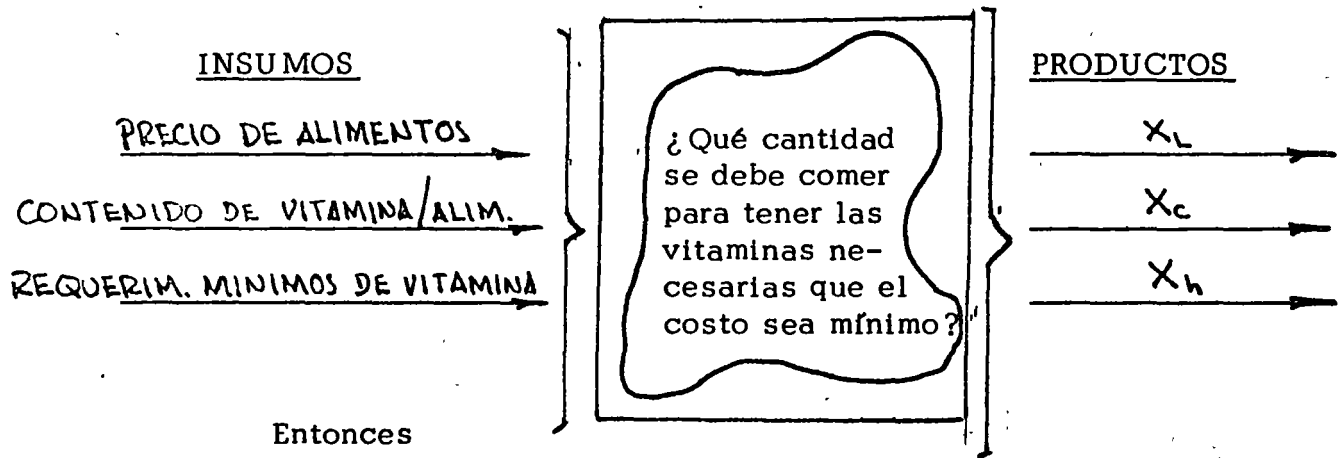 INSUMOS
PRECIO DE ALIMENTOS
CONTENIDO DE VITAMINA/ALIM.
REQUERIM. MINIMOS DE VITAMINA
¿Qué cantidad
se debe comer
para tener las
vitaminas ne-
cesarias que el
costo sea mínimo?
PRODUCTOS
X_L
X_c
X_h
Entonces